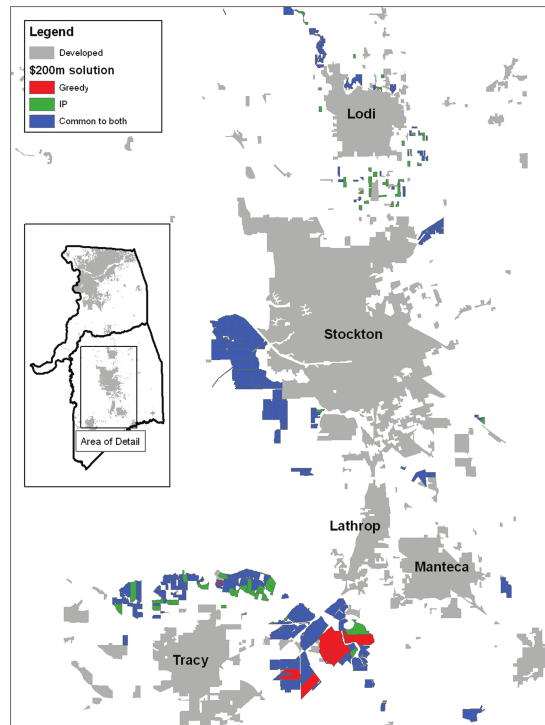 Legend
Developed
$200m solution
Greedy
IP
Common to both
Lodi
Stockton
Area of Detail
Lathrop
Manteca
Tracy